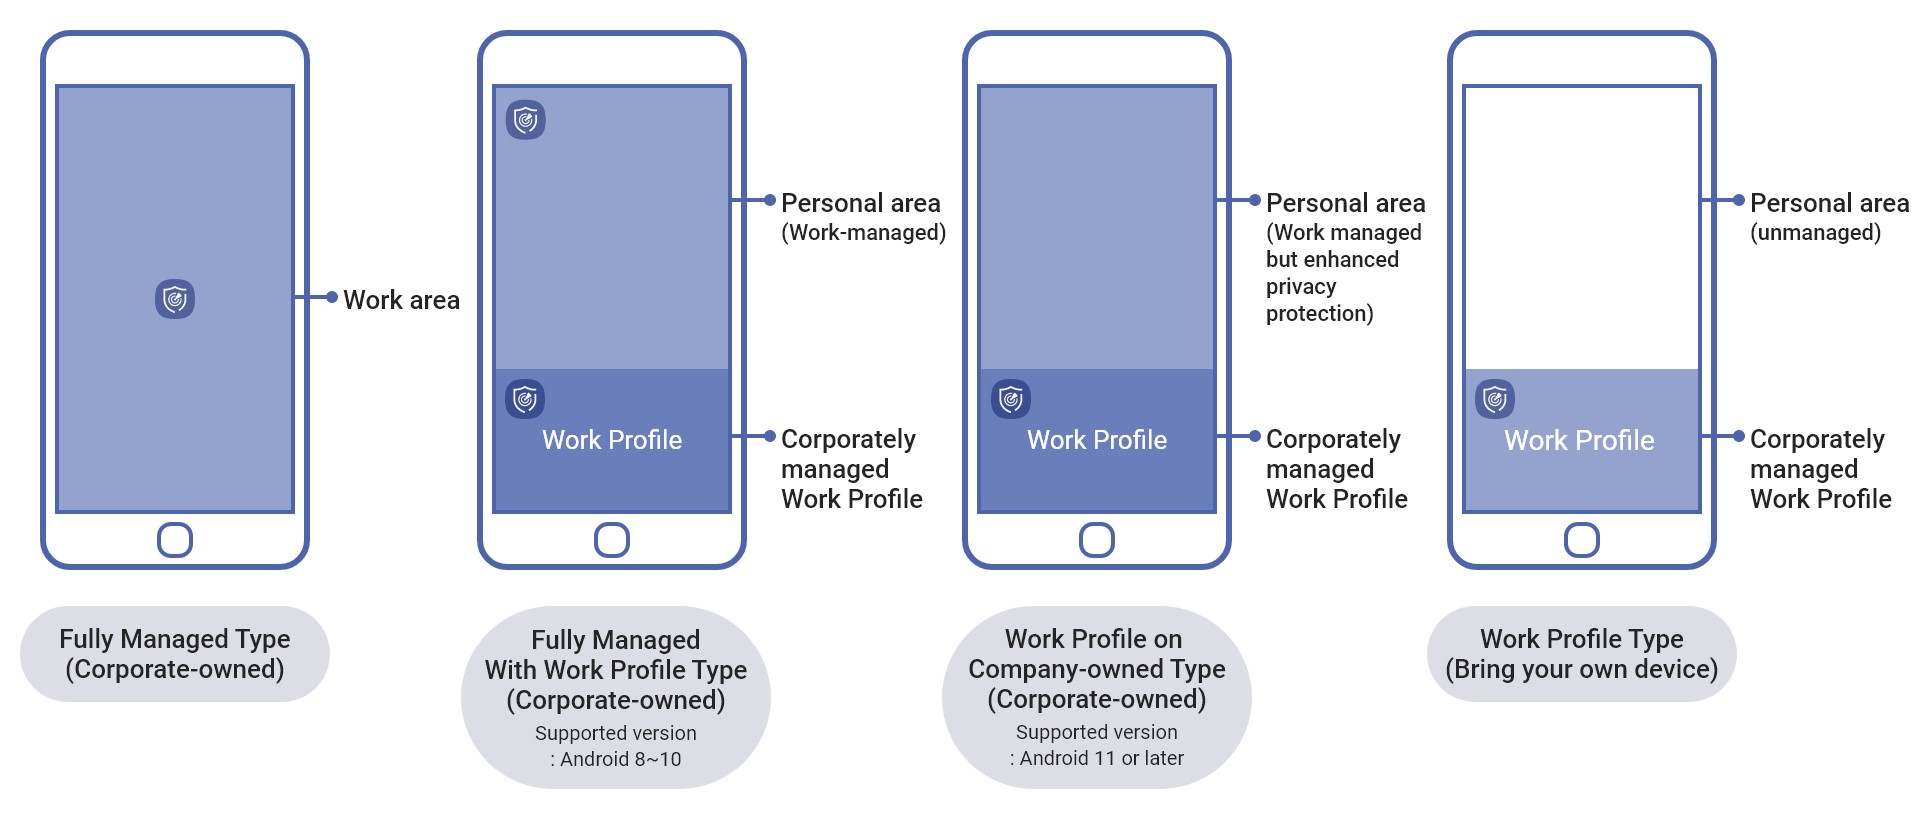 Work area
Fully Managed Type
(Corporate-owned)
Personal area
(Work-managed)
Work Profile
Corporately
managed
Work Profile
Fully Managed
With Work Profile Type
(Corporate-owned)
Supported version
: Android 8~10
Personal area
(Work managed
but enhanced
privacy
protection)
Work Profile
Corporately
managed
Work Profile
Work Profile on
Company-owned Type
(Corporate-owned)
Supported version
: Android 11 or later
Personal area
(unmanaged)
Work Profile
Corporately
managed
Work Profile
Work Profile Type
(Bring your own device)